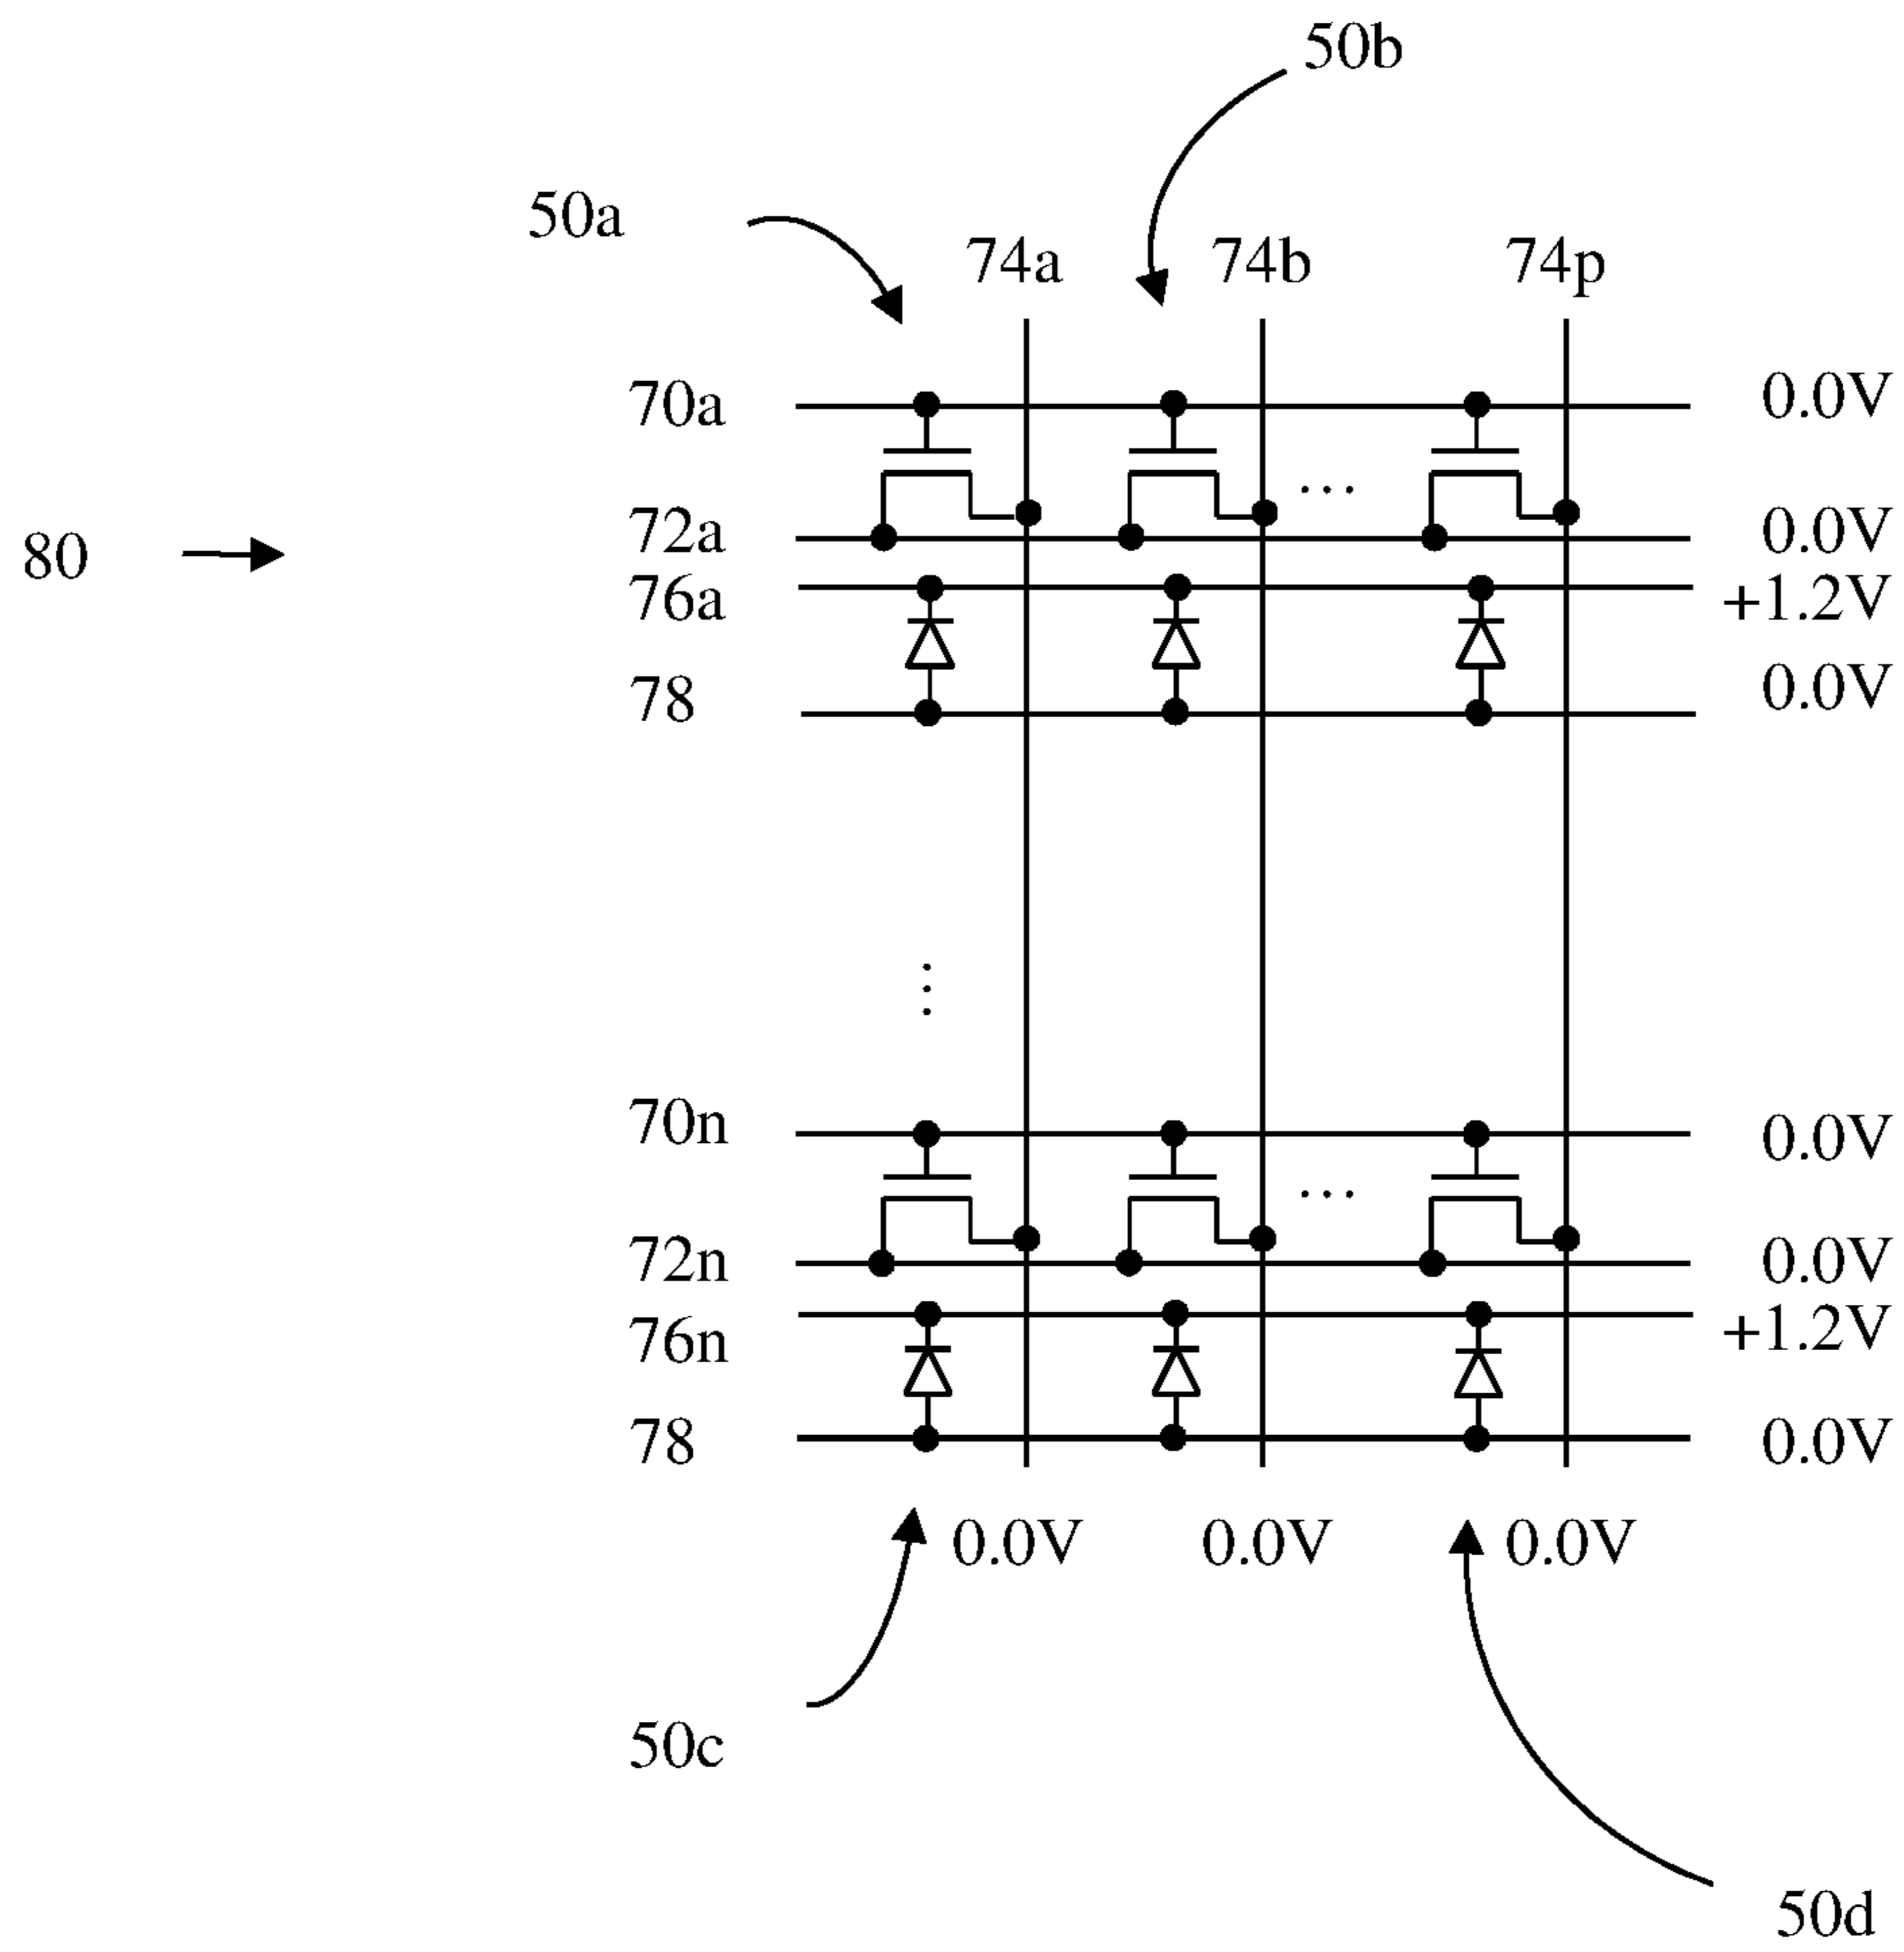 50b
50a
74a 74b 74p
70a 0.0V
...
72a 0.0V
80
76a +1.2V
78 0.0V
...
70n 0.0V
...
72n 0.0V
76n +1.2V
78 0.0V
0.0V 0.0V 0.0V
50c
50d